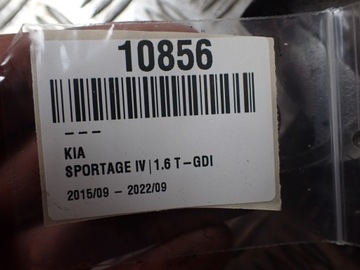 10856
---
KIA
SPORTAGE IV|1.6 T-GDI
2015/09 - 2022/09